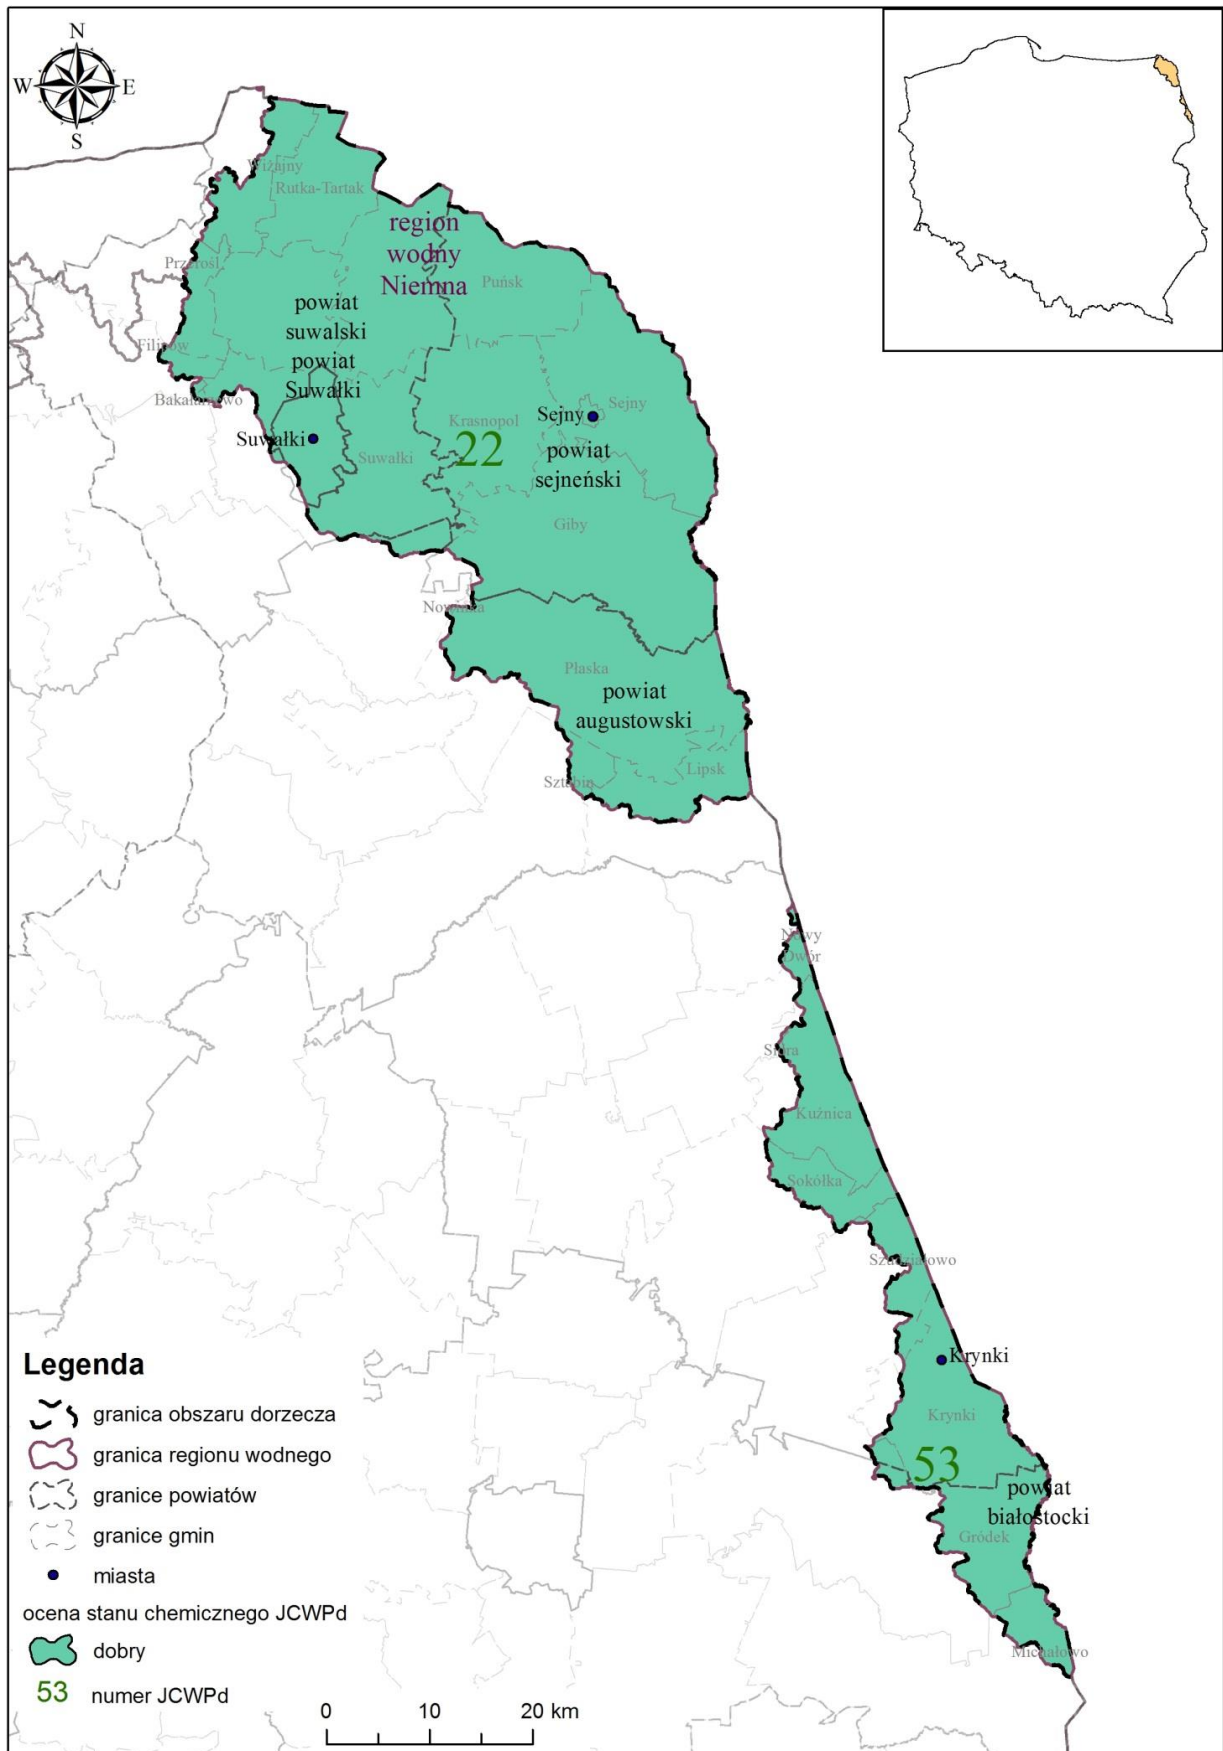 N
W
E
S
Wiżajny
Rutka-Tartak
region
wodny
Niemna
Przerośl
Puńsk
powiat
suwalski
powiat
Suwałki
Filipów
Bakałarzewo
Suwałki
Suwałki
Krasnopol
22
Sejny
Sejny
powiat
sejneński
Giby
Nowinka
Płaska
powiat
augustowski
Sztabin
Lipsk
Nowy
Dwór
Sidra
Kuźnica
Sokółka
Szudziałowo
Krynki
Krynki
53
powiat
białostocki
Gródek
Michałowo
Legenda
granica obszaru dorzecza
granica regionu wodnego
granice powiatów
granice gmin
miasta
ocena stanu chemicznego JCWPd
dobry
53 numer JCWPd
0 10 20 km